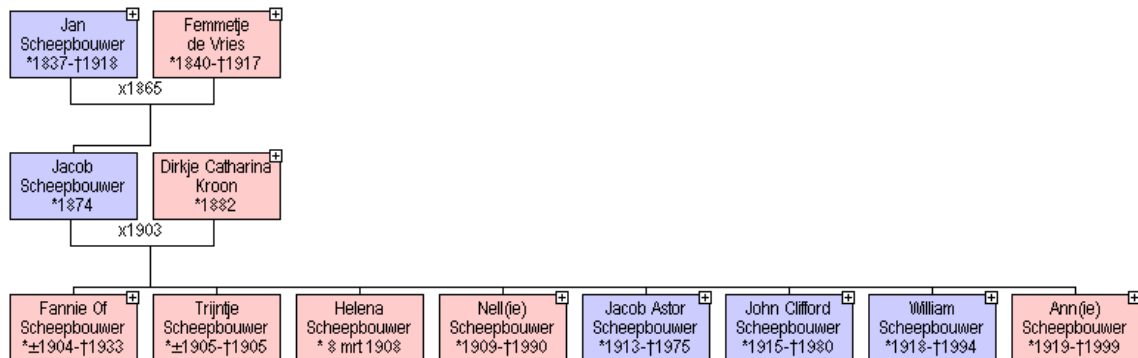 Jan
Scheepbouwer
*1837-†1918
Femmetje
de Vries
*1840-†1917
x1865
Jacob
Scheepbouwer
*1874
Dirkje Catharina
Kroon
*1882
x1903
Fannie Of
Scheepbouwer
*±1904-†1933
Trijntje
Scheepbouwer
*±1905-†1905
Helena
Scheepbouwer
* 8 mrt 1908
Nell(ie)
Scheepbouwer
*1909-†1990
Jacob Astor
Scheepbouwer
*1913-†1975
John Clifford
Scheepbouwer
*1915-†1980
William
Scheepbouwer
*1918-†1994
Ann(ie)
Scheepbouwer
*1919-†1999